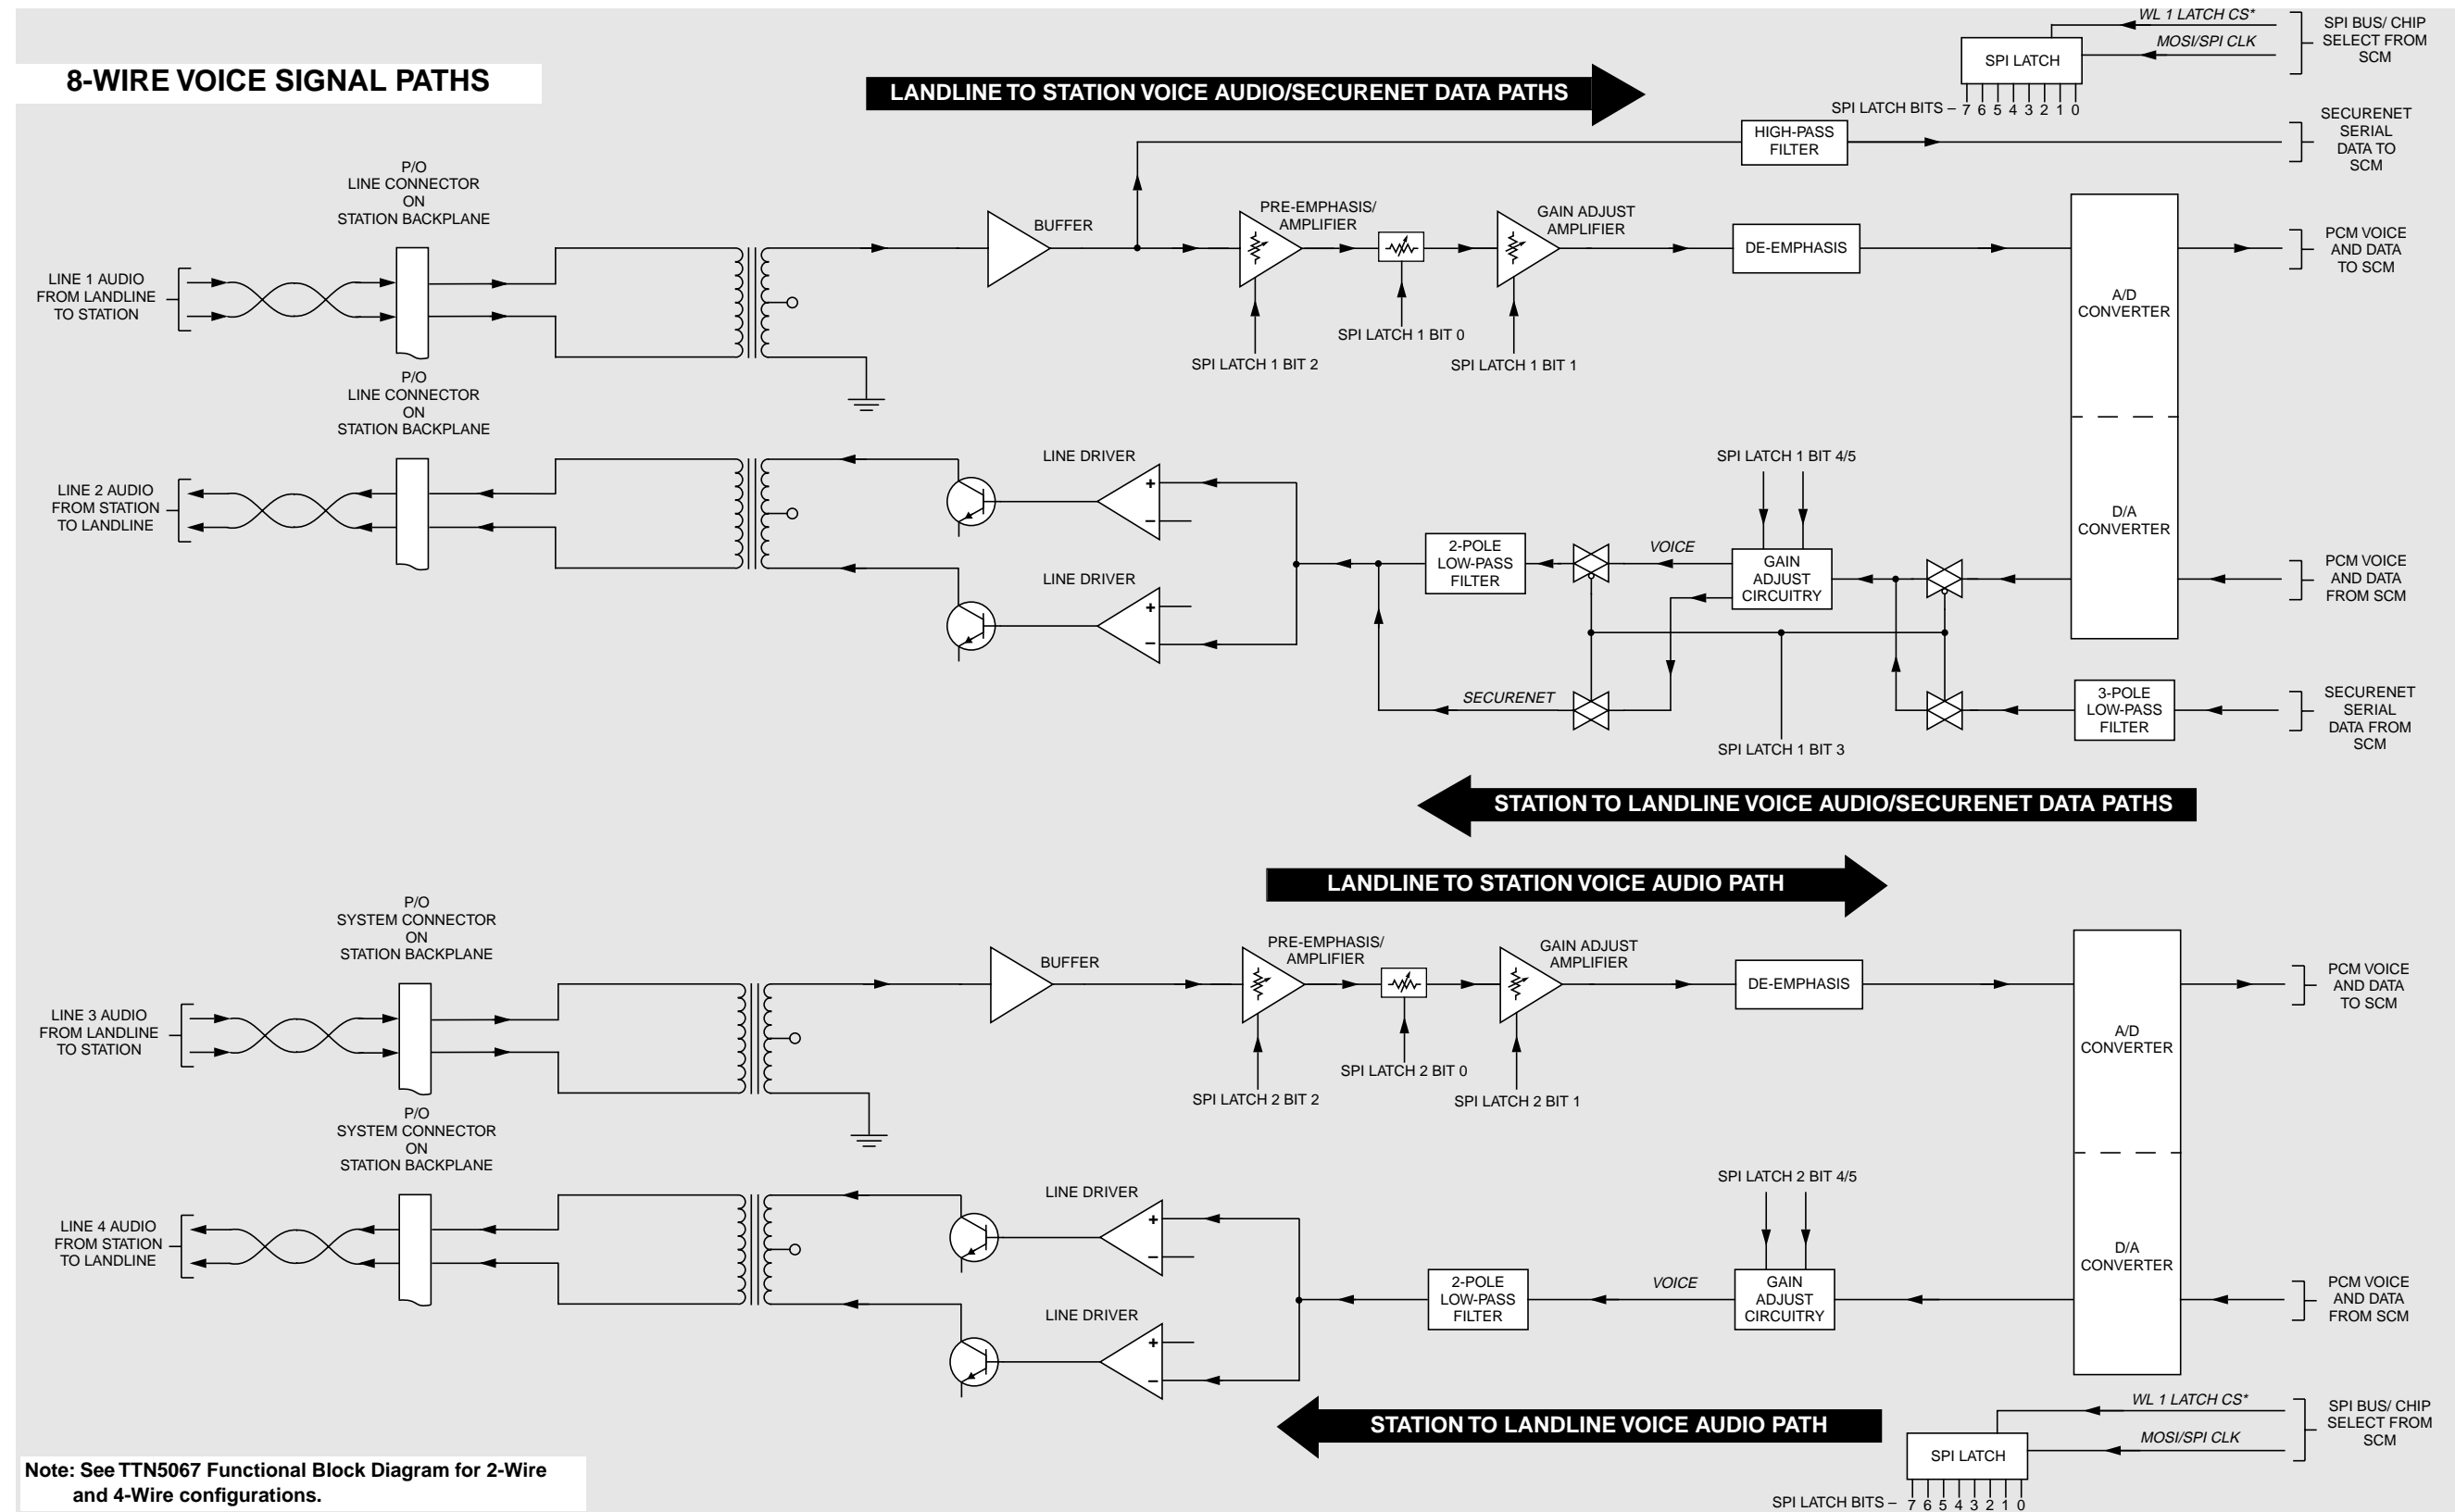 8-WIRE VOICE SIGNAL PATHS
LANDLINE TO STATION VOICE AUDIO/SECURENET DATA PATHS
WL 1 LATCH CS*
MOSI/SPI CLK
SPI BUS/ CHIP
SELECT FROM
SCM
SPI LATCH
SPI LATCH BITS – 7 6 5 4 3 2 1 0
HIGH-PASS
FILTER
SECURENET
SERIAL
DATA TO
SCM
P/O
LINE CONNECTOR
ON
STATION BACKPLANE
LINE 1 AUDIO
FROM LANDLINE
TO STATION
BUFFER
PRE-EMPHASIS/
AMPLIFIER
GAIN ADJUST
AMPLIFIER
DE-EMPHASIS
A/D
CONVERTER
PCM VOICE
AND DATA
TO SCM
SPI LATCH 1 BIT 2
SPI LATCH 1 BIT 0
SPI LATCH 1 BIT 1
P/O
LINE CONNECTOR
ON
STATION BACKPLANE
LINE 2 AUDIO
FROM STATION
TO LANDLINE
LINE DRIVER
+
–
LINE DRIVER
+
–
2-POLE
LOW-PASS
FILTER
VOICE
SPI LATCH 1 BIT 4/5
GAIN
ADJUST
CIRCUITRY
D/A
CONVERTER
PCM VOICE
AND DATA
FROM SCM
SECURENET
SPI LATCH 1 BIT 3
3-POLE
LOW-PASS
FILTER
SECURENET
SERIAL
DATA FROM
SCM
STATION TO LANDLINE VOICE AUDIO/SECURENET DATA PATHS
LANDLINE TO STATION VOICE AUDIO PATH
P/O
SYSTEM CONNECTOR
ON
STATION BACKPLANE
LINE 3 AUDIO
FROM LANDLINE
TO STATION
BUFFER
PRE-EMPHASIS/
AMPLIFIER
GAIN ADJUST
AMPLIFIER
DE-EMPHASIS
A/D
CONVERTER
PCM VOICE
AND DATA
TO SCM
SPI LATCH 2 BIT 2
SPI LATCH 2 BIT 0
SPI LATCH 2 BIT 1
P/O
SYSTEM CONNECTOR
ON
STATION BACKPLANE
LINE 4 AUDIO
FROM STATION
TO LANDLINE
LINE DRIVER
+
–
LINE DRIVER
+
–
2-POLE
LOW-PASS
FILTER
VOICE
SPI LATCH 2 BIT 4/5
GAIN
ADJUST
CIRCUITRY
D/A
CONVERTER
PCM VOICE
AND DATA
FROM SCM
STATION TO LANDLINE VOICE AUDIO PATH
WL 1 LATCH CS*
MOSI/SPI CLK
SPI BUS/ CHIP
SELECT FROM
SCM
SPI LATCH
SPI LATCH BITS – 7 6 5 4 3 2 1 0
Note: See TTN5067 Functional Block Diagram for 2-Wire
and 4-Wire configurations.